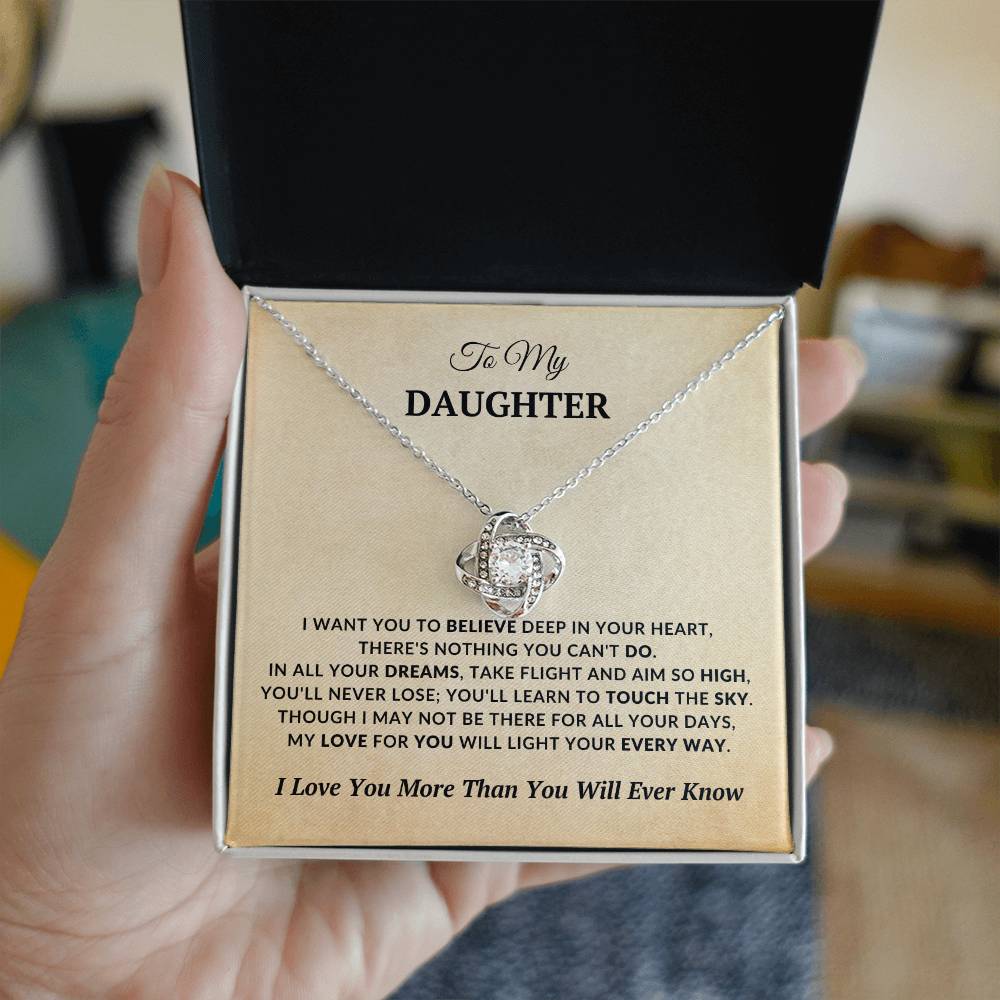 To My
DAUGHTER
I WANT YOU TO BELIEVE DEEP IN YOUR HEART,
THERE'S NOTHING YOU CAN'T DO.
IN ALL YOUR DREAMS, TAKE FLIGHT AND AIM SO HIGH,
YOU'LL NEVER LOSE; YOU'LL LEARN TO TOUCH THE SKY.
THOUGH I MAY NOT BE THERE FOR ALL YOUR DAYS,
MY LOVE FOR YOU WILL LIGHT YOUR EVERY WAY.
I Love You More Than You Will Ever Know